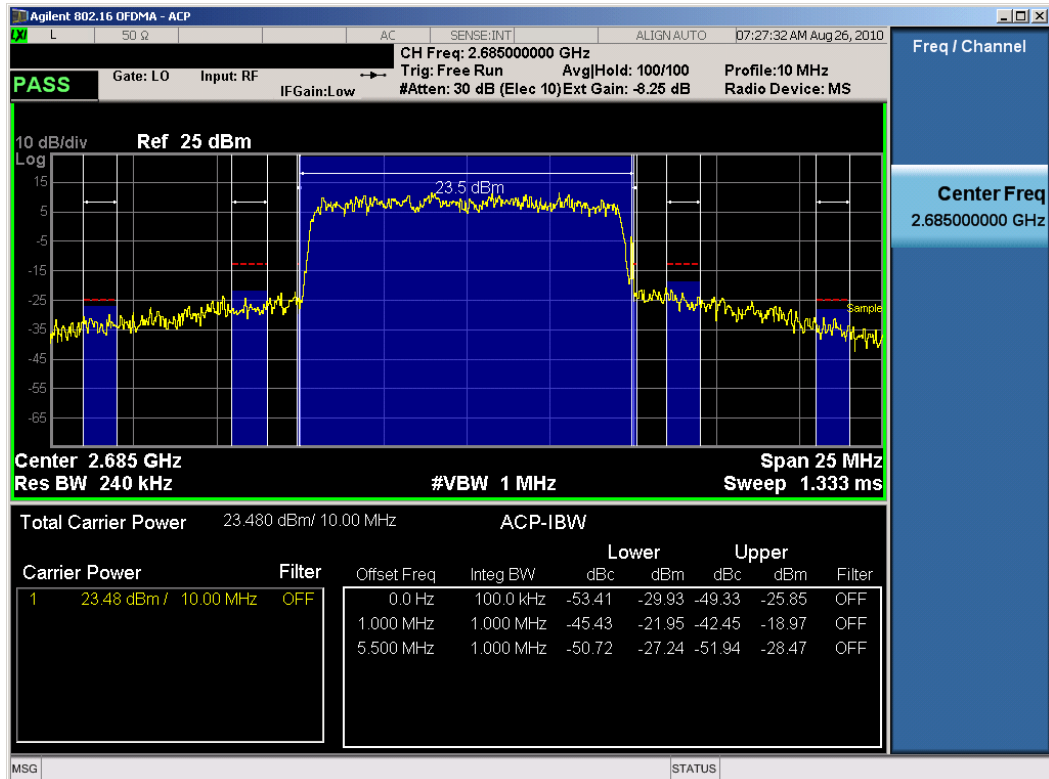 Agilent 802.16 OFDMA - ACP
LXI L 50 Ω AC SENSE:INT ALIGN AUTO 07:27:32 AM Aug 26, 2010
CH Freq: 2.685000000 GHz
PASS Gate: LO Input: RF Trig: Free Run Avg|Hold: 100/100 Profile:10 MHz
IFGain:Low #Atten: 30 dB (Elec 10) Ext Gain: -8.25 dB Radio Device: MS
Freq / Channel
Center Freq
2.685000000 GHz
10 dB/div Ref 25 dBm
Log
15
23.5 dBm
5
-5
-15
-25
Sample
-35
-45
-55
-65
Center 2.685 GHz Span 25 MHz
Res BW 240 kHz #VBW 1 MHz Sweep 1.333 ms
Total Carrier Power 23.480 dBm/ 10.00 MHz ACP-IBW
Lower Upper
Carrier Power Filter Offset Freq Integ BW dBc dBm dBc dBm Filter
1 23.48 dBm / 10.00 MHz OFF 0.0 Hz 100.0 kHz -53.41 -29.93 -49.33 -25.85 OFF
1.000 MHz 1.000 MHz -45.43 -21.95 -42.45 -18.97 OFF
5.500 MHz 1.000 MHz -50.72 -27.24 -51.94 -28.47 OFF
MSG STATUS